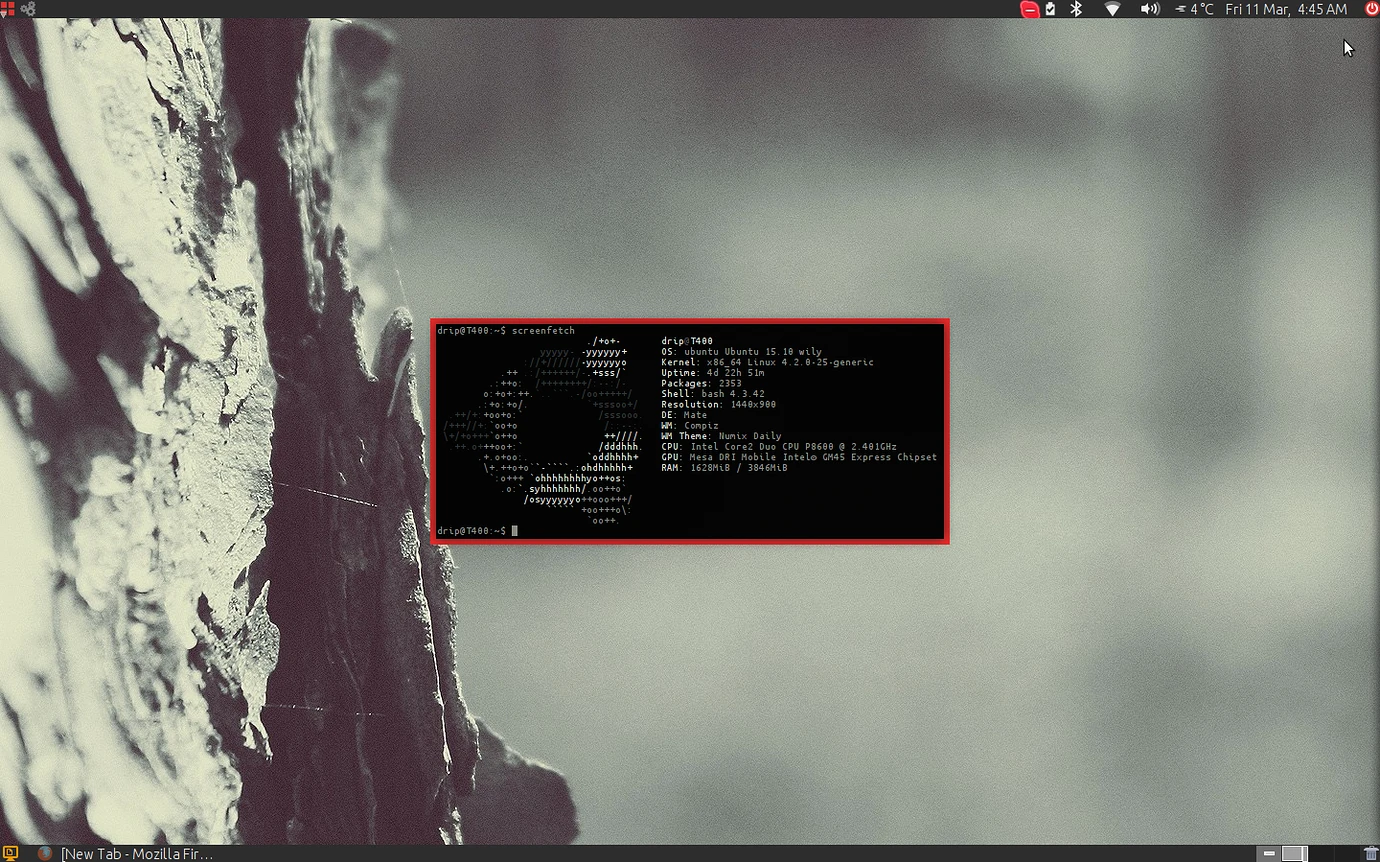 4 °C Fri 11 Mar, 4:45 AM
drip@T400:~$ screenfetch
drip@T400
OS: ubuntu Ubuntu 15.10 wily
Kernel: x86_64 Linux 4.2.0-25-generic
Uptime: 4d 22h 51m
Packages: 2353
Shell: bash 4.3.42
Resolution: 1440x900
DE: Mate
WM: Compiz
WM Theme: Numix Daily
CPU: Intel Core2 Duo CPU P8600 @ 2.401GHz
GPU: Mesa DRI Mobile Intel® GM45 Express Chipset
RAM: 1628MiB / 3846MiB
drip@T400:~$
[New Tab - Mozilla Fir...